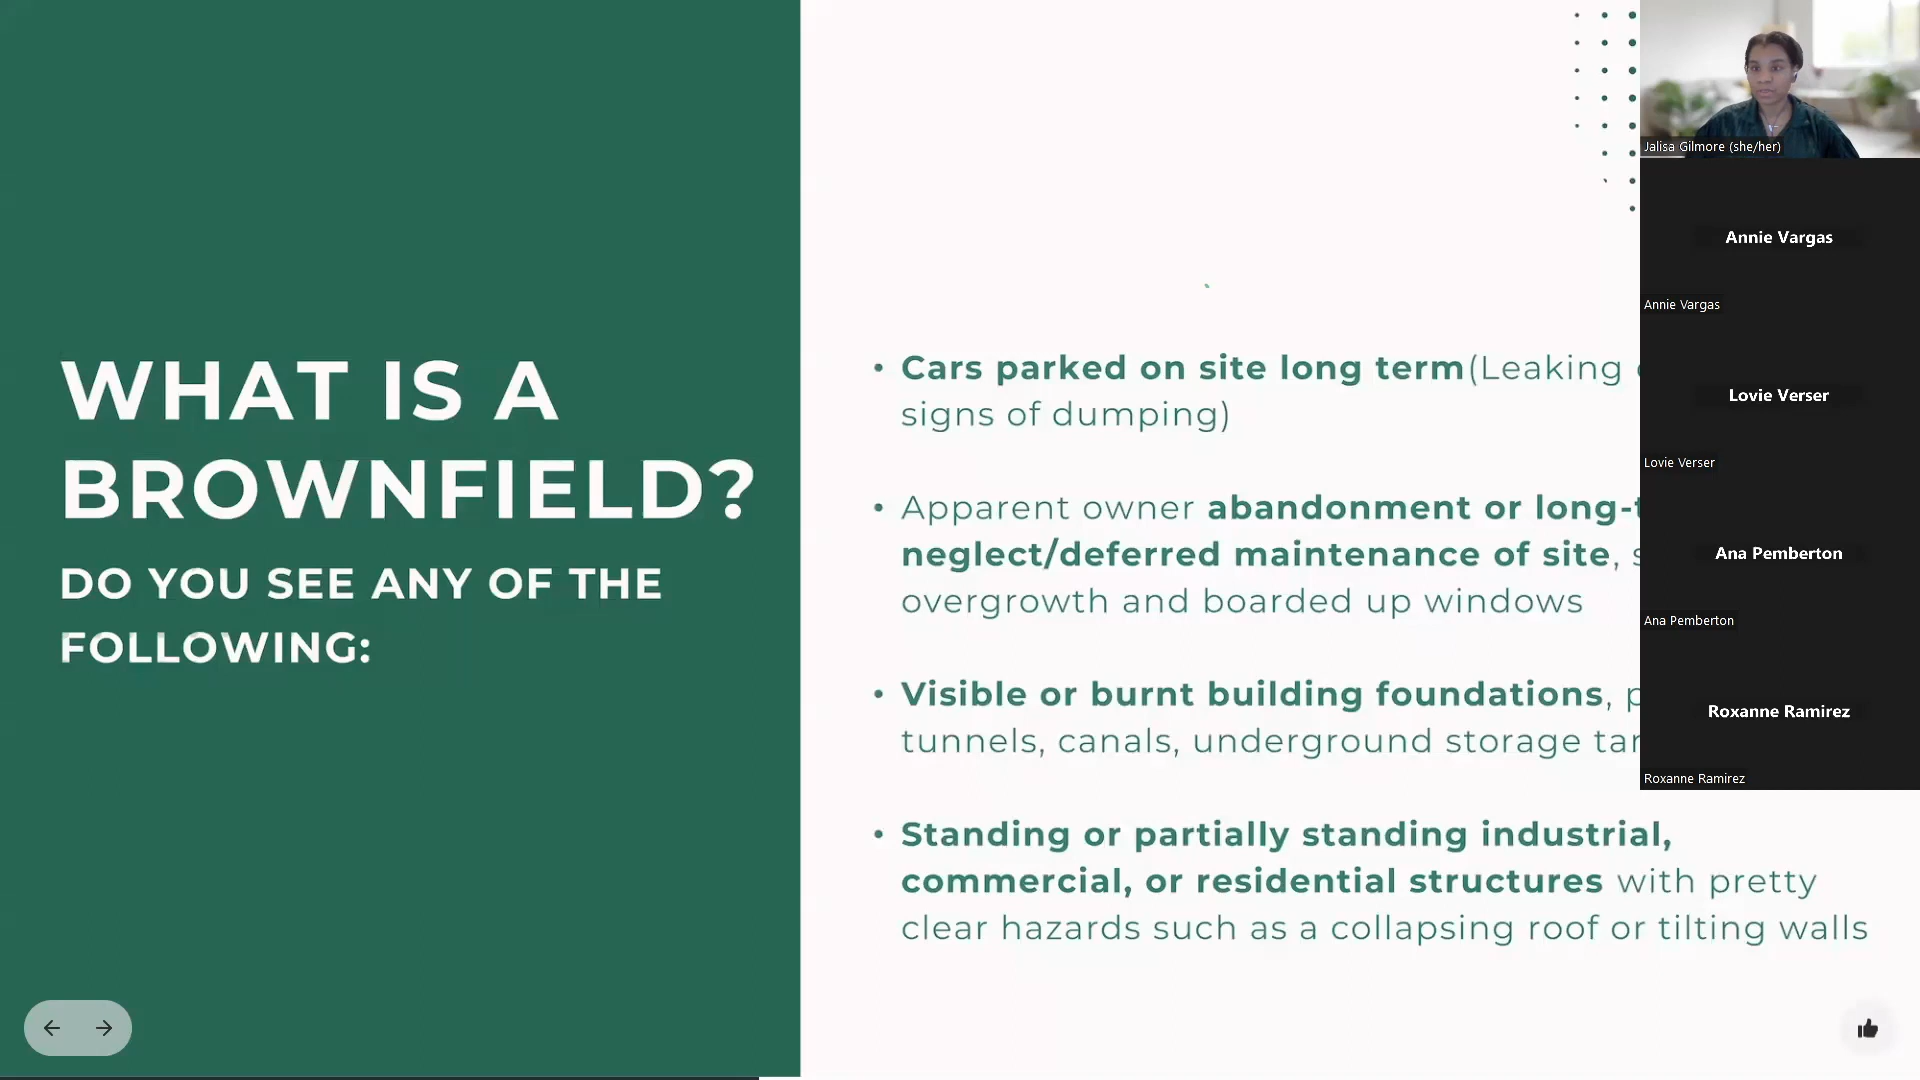 WHAT IS A
BROWNFIELD?
DO YOU SEE ANY OF THE
FOLLOWING:
• Cars parked on site long term(Leaking
signs of dumping)
• Apparent owner abandonment or long-
neglect/deferred maintenance of site,
overgrowth and boarded up windows
• Visible or burnt building foundations,
tunnels, canals, underground storage
• Standing or partially standing industrial,
commercial, or residential structures with pretty
clear hazards such as a collapsing roof or tilting walls
Jalisa Gilmore (she/her)
Annie Vargas
Annie Vargas
Lovie Verser
Lovie Verser
Ana Pemberton
Ana Pemberton
Roxanne Ramirez
Roxanne Ramirez